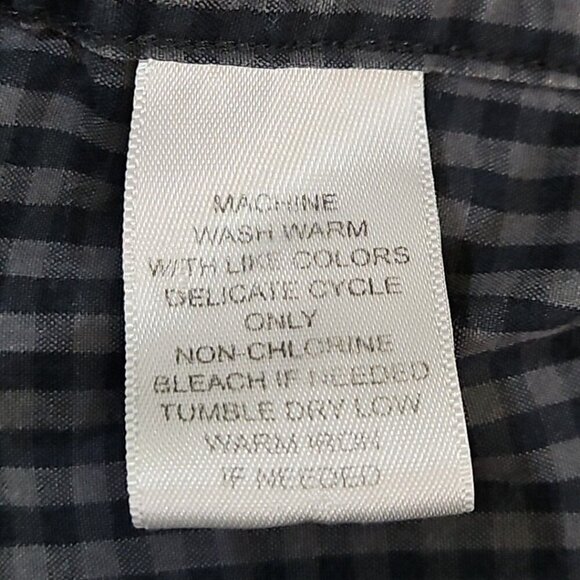 MACHINE
WASH WARM
WITH LIKE COLORS
DELICATE CYCLE
ONLY
NON-CHLORINE
BLEACH IF NEEDED
TUMBLE DRY LOW
WARM IRON
IF NEEDED